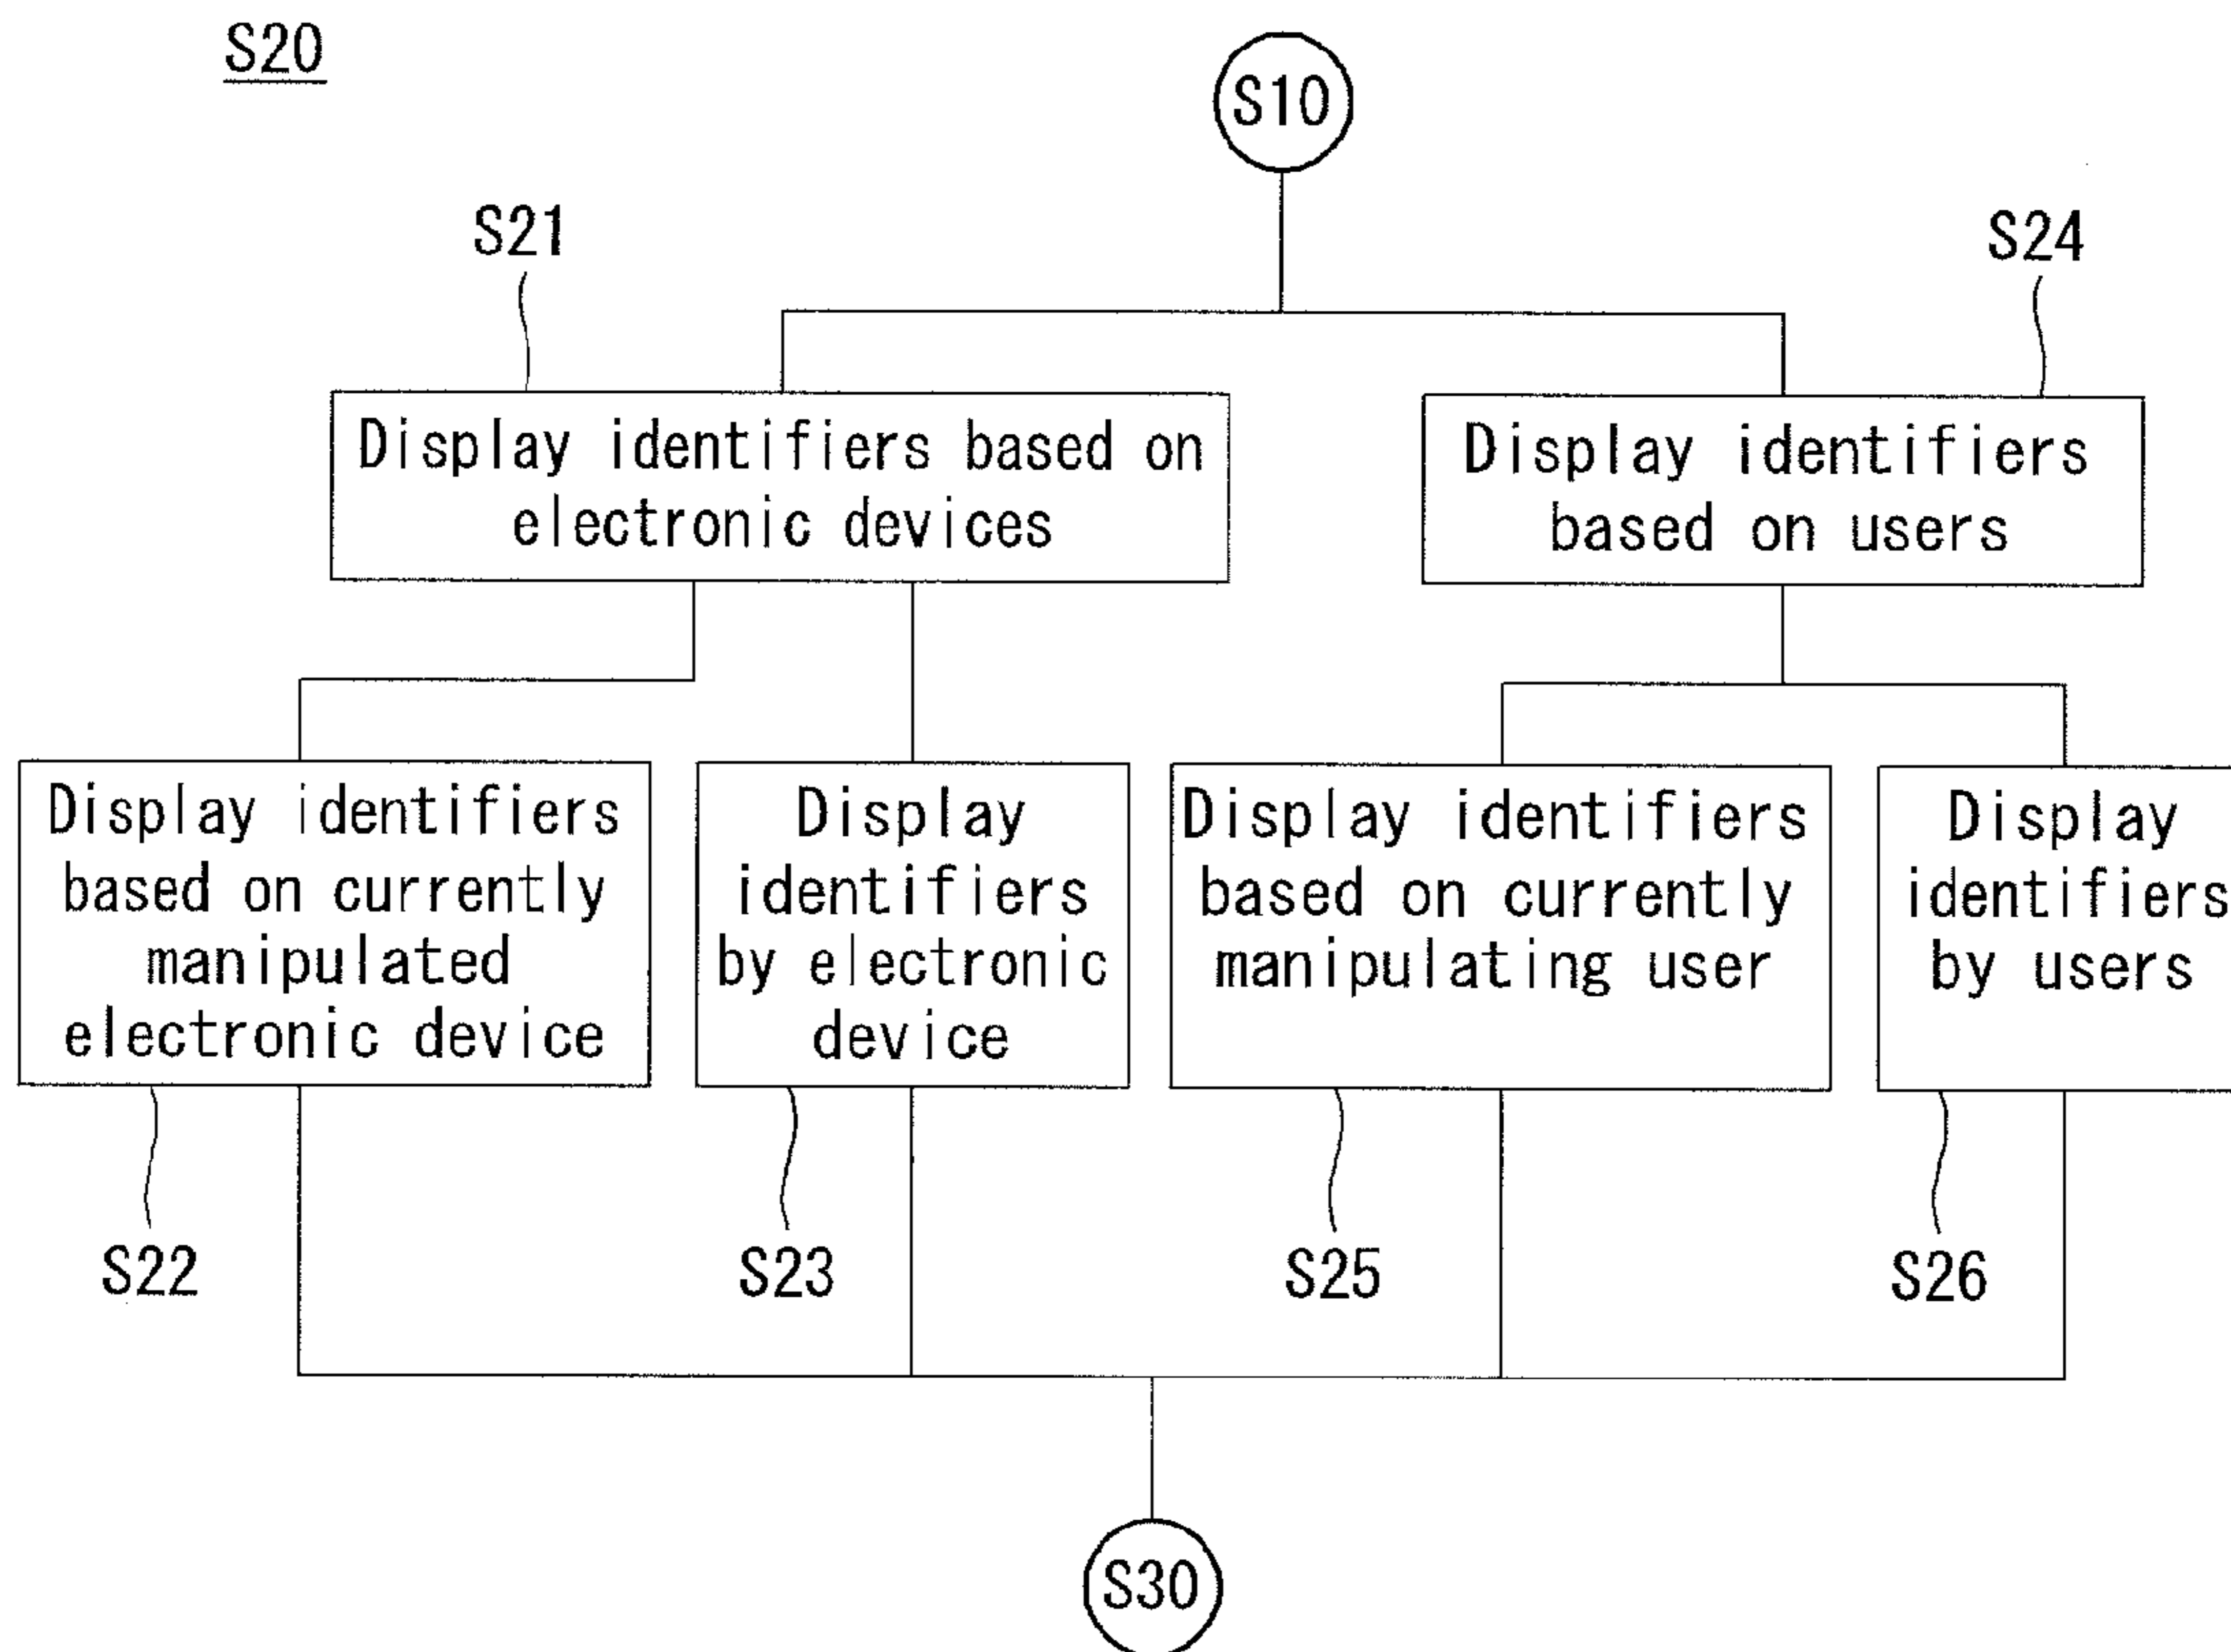 S20
S10
S21
S24
Display identifiers based on
electronic devices
Display identifiers
based on users
Display identifiers
based on currently
manipulated
electronic device
Display
identifiers
by electronic
device
Display identifiers
based on currently
manipulating user
Display
identifiers
by users
S22
S23
S25
S26
S30